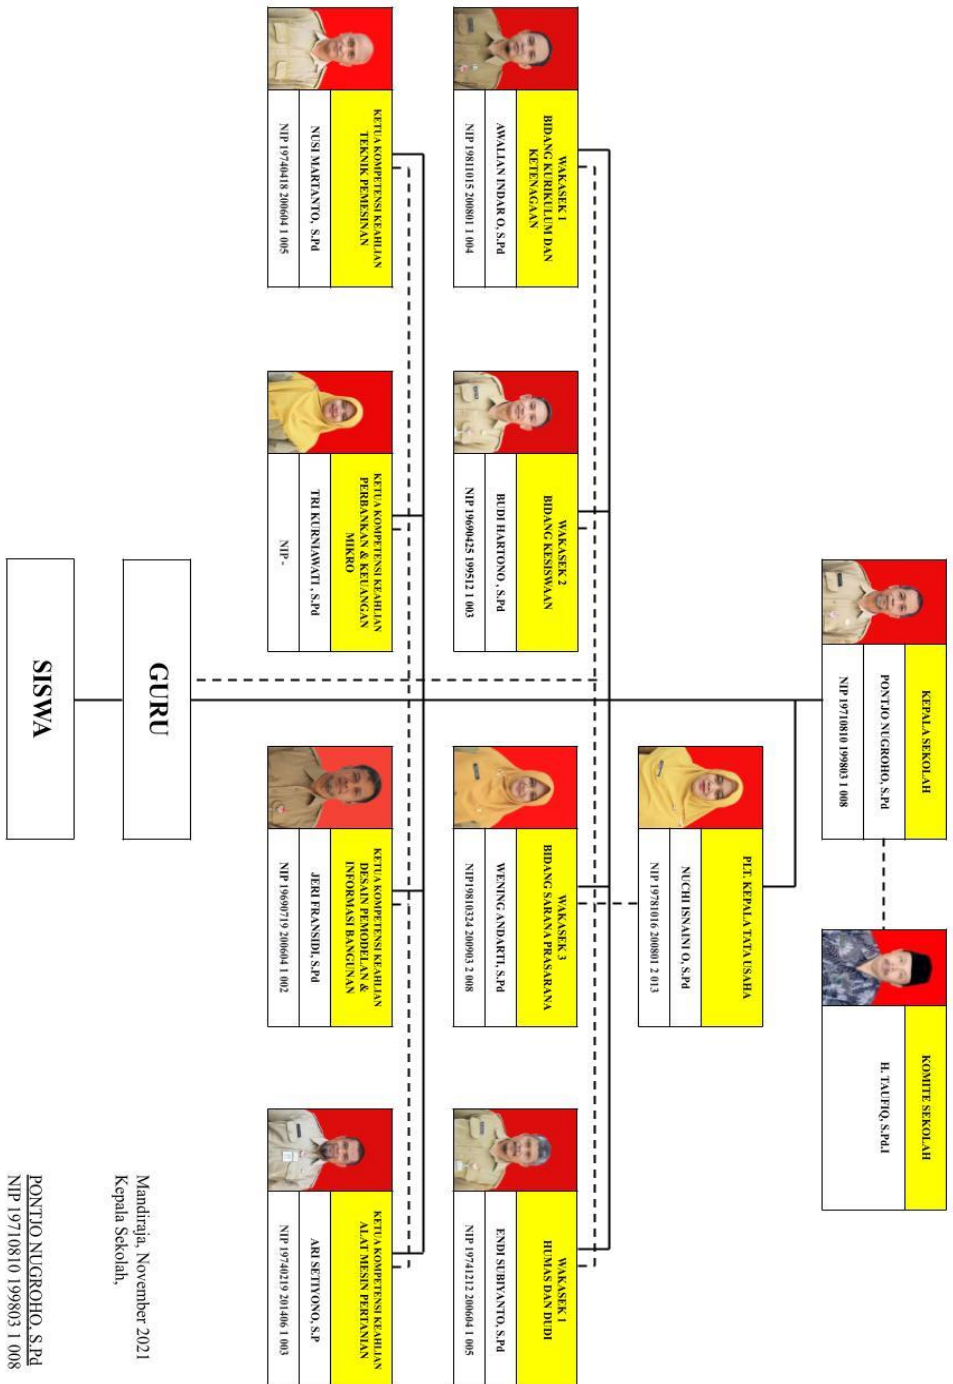 KEPALA SEKOLAH
PONTJO NUGROHO, S.Pd
NIP 19710810 199803 1 008
KOMITE SEKOLAH
H. TAUFIQ, S.Pd.I
PLT. KEPALA TATA USAHA
NUCHI ISNAINI O, S.Pd
NIP 19781016 200801 2 013
WAKASEK 1
BIDANG KURIKULUM DAN
KETENAGAAN
AWALIAN INDAR O, S.Pd
NIP 19811015 200801 1 004
WAKASEK 2
BIDANG KESISWAAN
BUDI HARTONO , S.Pd
NIP 19690425 199512 1 003
WAKASEK 3
BIDANG SARANA PRASARANA
WENING ANDARTI, S.Pd
NIP19810324 200903 2 008
WAKASEK 1
HUMAS DAN DUDI
ENDI SUBIYANTO, S.Pd
NIP 19741212 200604 1 005
KETUA KOMPETENSI KEAHLIAN
TEKNIK PEMESINAN
NUSI MARTANTO, S.Pd
NIP 19740418 200604 1 005
KETUA KOMPETENSI KEAHLIAN
PERBANKAN & KEUANGAN
MIKRO
TRI KURNIAWATI , S.Pd
NIP -
KETUA KOMPETENSI KEAHLIAN
DESAIN PEMODELAN &
INFORMASI BANGUNAN
JERI FRANSIDI, S.Pd
NIP 19690719 200604 1 002
KETUA KOMPETENSI KEAHLIAN
ALAT MESIN PERTANIAN
ARI SETIYONO, S.P
NIP 19740219 201406 1 003
GURU
SISWA
Mandiraja, November 2021
Kepala Sekolah,
PONTJO NUGROHO, S.Pd
NIP 19710810 199803 1 008